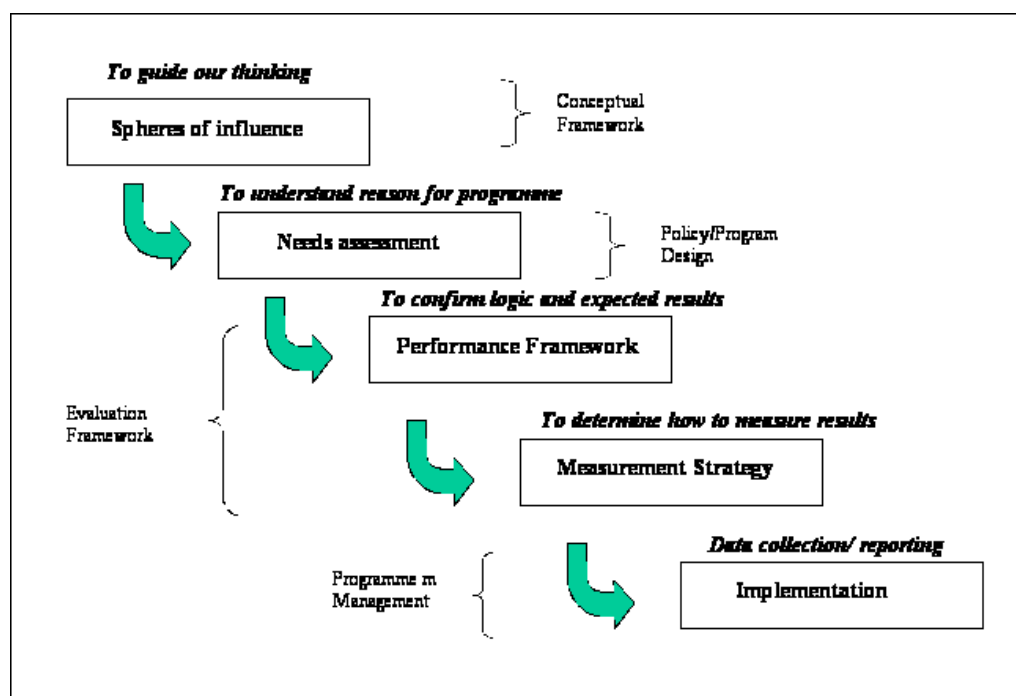 To guide our thinking
Spheres of influence
Conceptual
Framework
To understand reason for programme
Needs assessment
Policy/Program
Design
To confirm logic and expected results
Performance Framework
Evaluation
Framework
To determine how to measure results
Measurement Strategy
Data collection/ reporting
Implementation
Programme m
Management